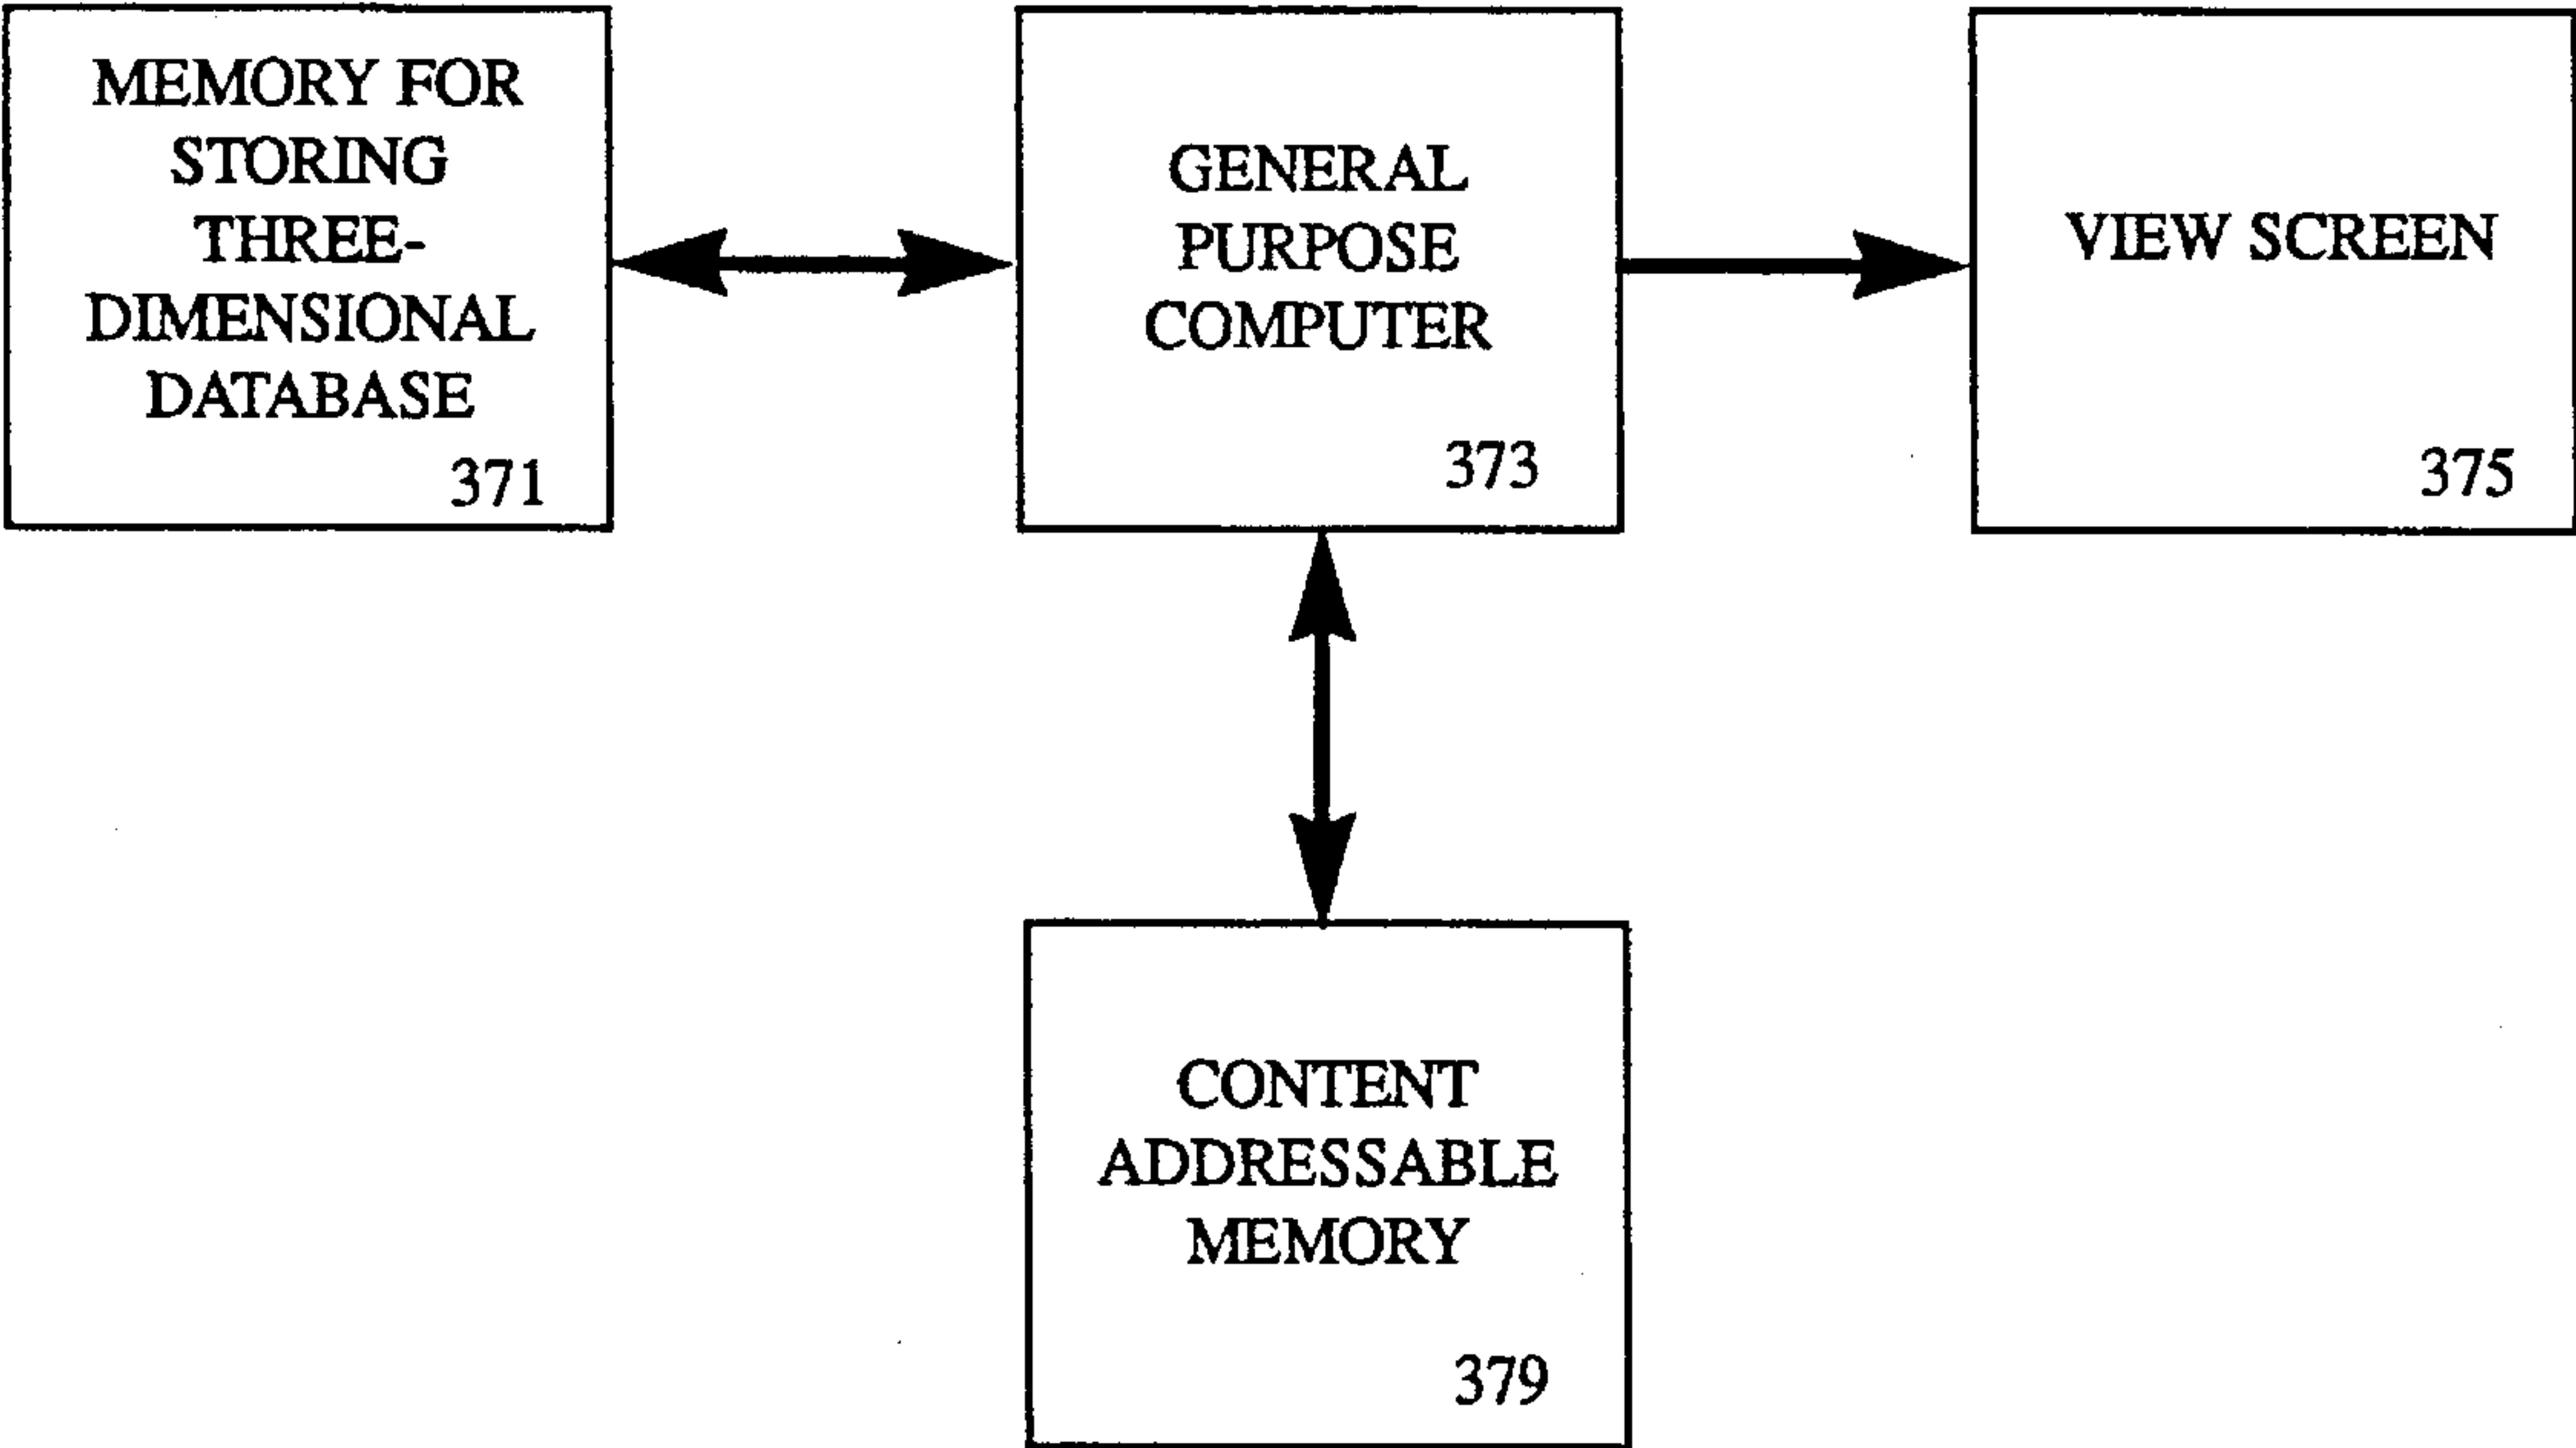 MEMORY FOR
STORING
THREE-
DIMENSIONAL
DATABASE
371
GENERAL
PURPOSE
COMPUTER
373
VIEW SCREEN
375
CONTENT
ADDRESSABLE
MEMORY
379